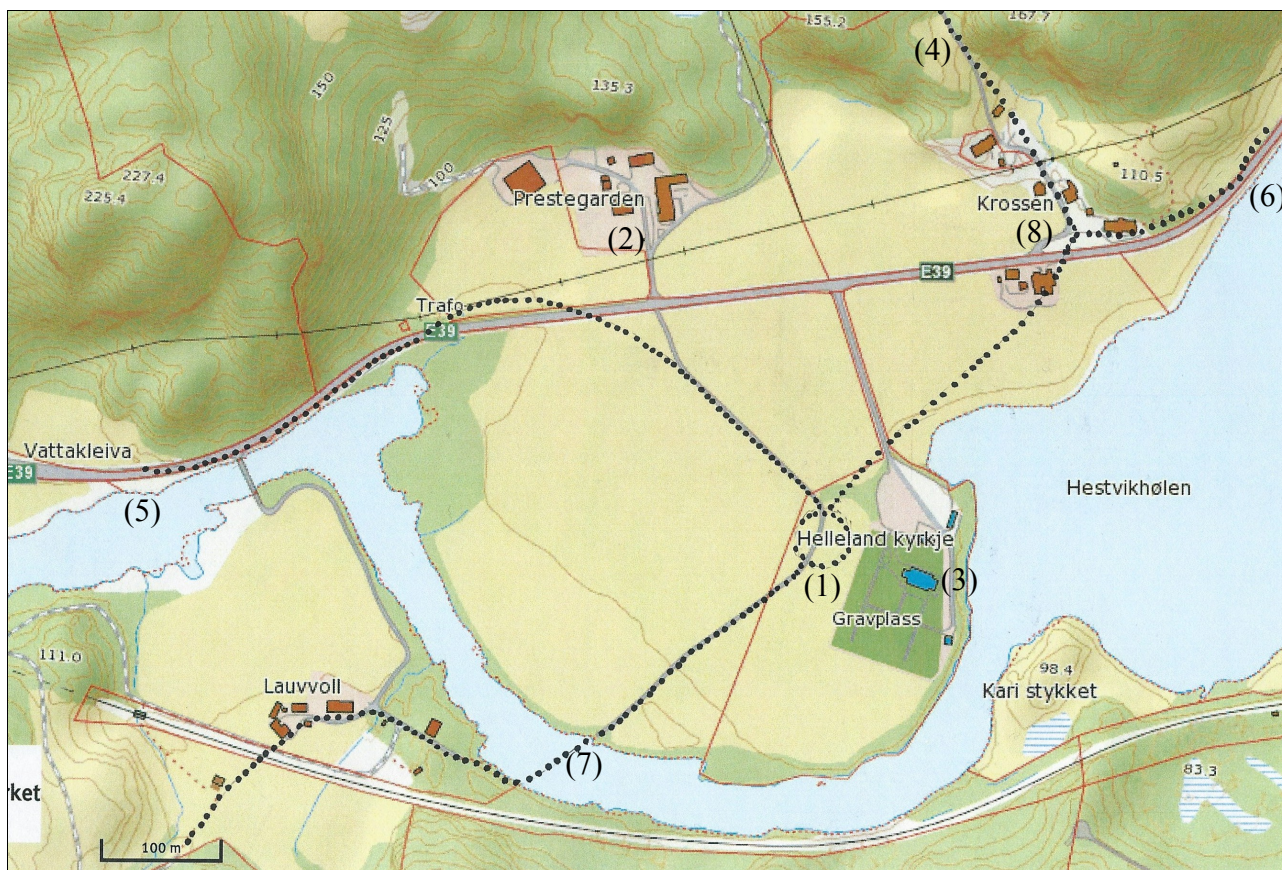 155.2
167.7
(4)
150
135.3
125
100
227.4
225.4
Prestegarden
110.5
Krossen
(6)
(2)
(8)
E39
Trafo
E39
Vattakleiva
E39
(5)
Hestvikhølen
Helleland kyrkje
(1)
(3)
Gravplass
111.0
Lauvvoll
98.4
Kari stykket
(7)
83.3
rket
100 m